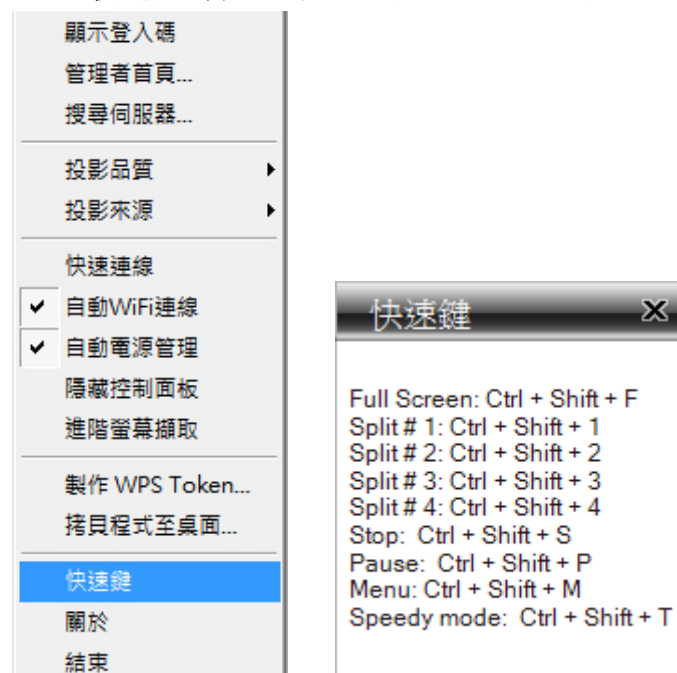 顯示登入碼
管理者首頁...
搜尋伺服器...
投影品質
投影來源
快速連線
自動WiFi連線
自動電源管理
隱藏控制面板
進階螢幕擷取
製作 WPS Token...
拷貝程式至桌面...
快速鍵
關於
結束
快速鍵
Full Screen: Ctrl + Shift + F
Split # 1: Ctrl + Shift + 1
Split # 2: Ctrl + Shift + 2
Split # 3: Ctrl + Shift + 3
Split # 4: Ctrl + Shift + 4
Stop: Ctrl + Shift + S
Pause: Ctrl + Shift + P
Menu: Ctrl + Shift + M
Speedy mode: Ctrl + Shift + T